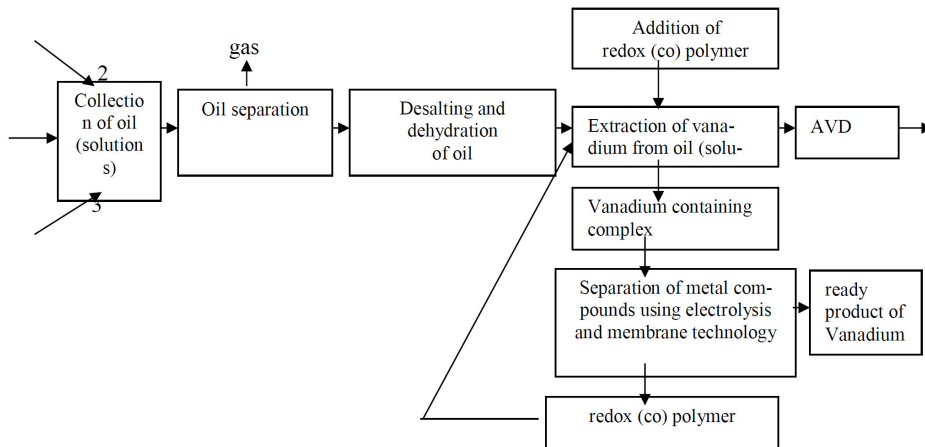 gas
2
Collectio
n of oil
(solution
s)
3
Oil separation
Desalting and
dehydration
of oil
Addition of
redox (co) polymer
Extraction of vana-
dium from oil (solu-
AVD
Vanadium containing
complex
Separation of metal com-
pounds using electrolysis
and membrane technology
ready
product of
Vanadium
redox (co) polymer